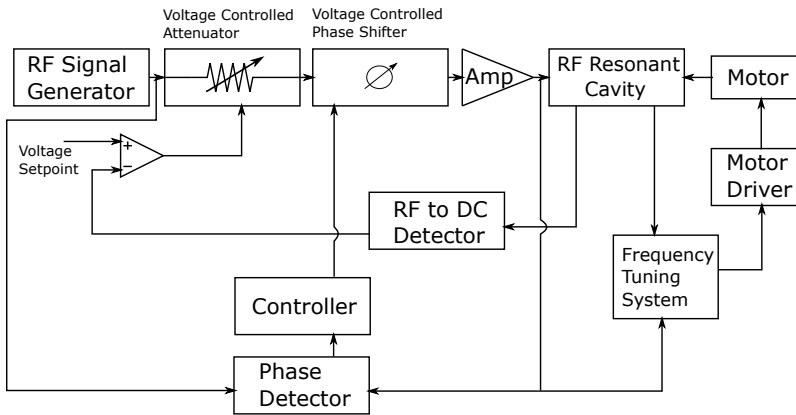 Voltage Controlled
Attenuator
Voltage Controlled
Phase Shifter
RF Signal
Generator
Amp
RF Resonant
Cavity
Motor
+
−
Voltage
Setpoint
Motor
Driver
RF to DC
Detector
Frequency
Tuning
System
Controller
Phase
Detector